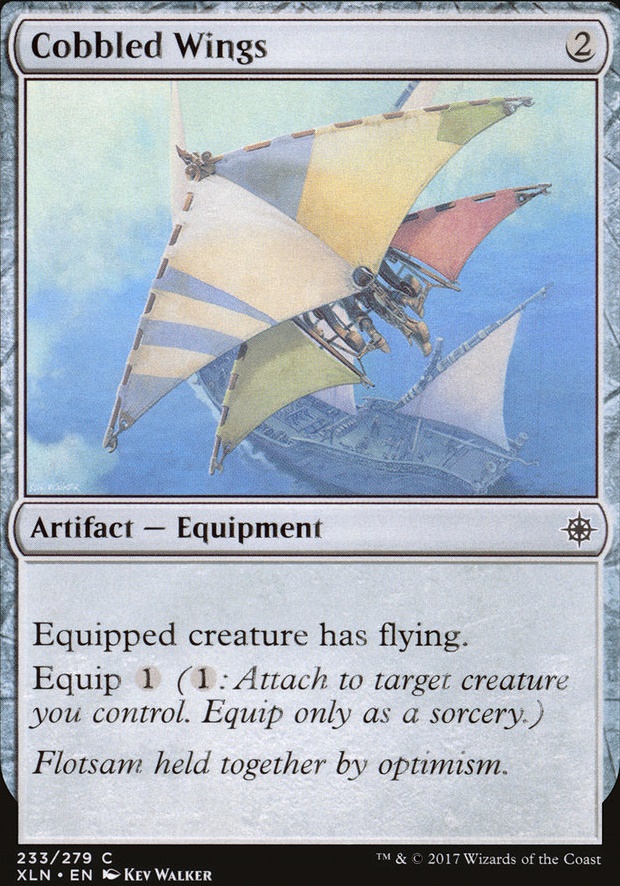 Cobbled Wings 2
Artifact — Equipment
Equipped creature has flying.
Equip 1 (1: Attach to target creature
you control. Equip only as a sorcery.)
Flotsam held together by optimism.
233/279 C
XLN • EN Kev Walker
™ & © 2017 Wizards of the Coast